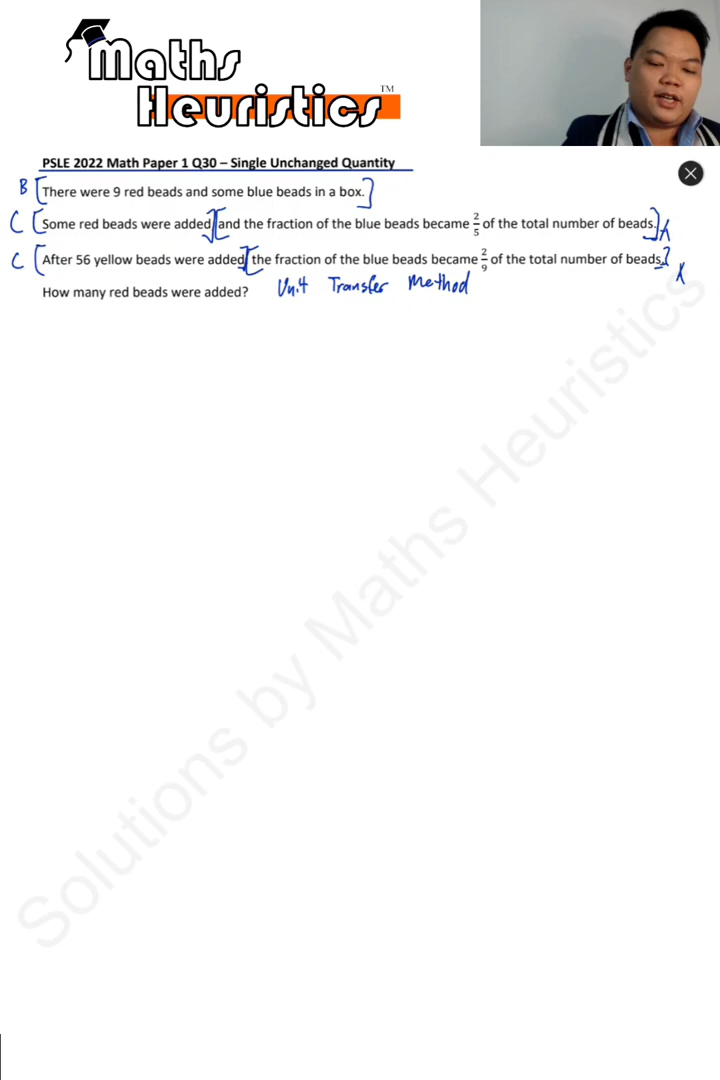 Maths
Heuristics™
PSLE 2022 Math Paper 1 Q30 – Single Unchanged Quantity
B [There were 9 red beads and some blue beads in a box.]
C [Some red beads were added] [and the fraction of the blue beads became 2/5 of the total number of beads.] A
C [After 56 yellow beads were added] [the fraction of the blue beads became 2/9 of the total number of beads.] A
How many red beads were added? Unit Transfer Method
Solutions by Maths Heuristics